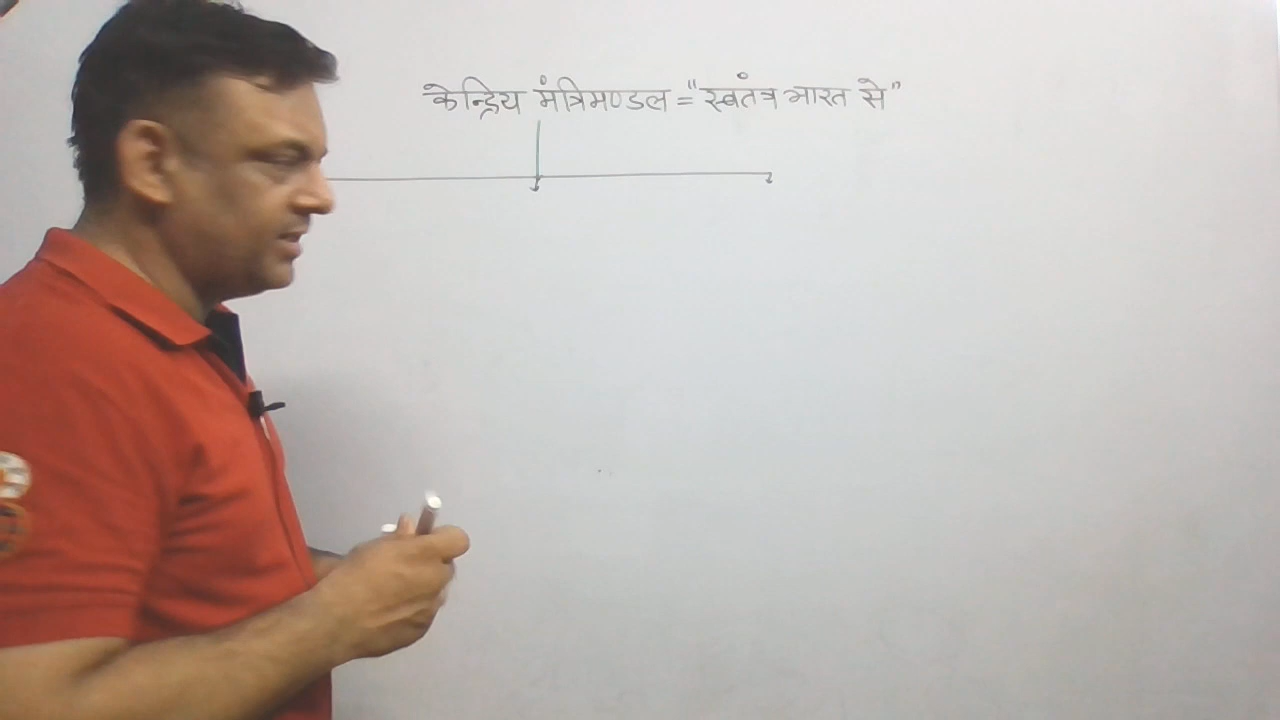 केन्द्रिय मंत्रिमण्डल = "स्वतंत्र भारत से"